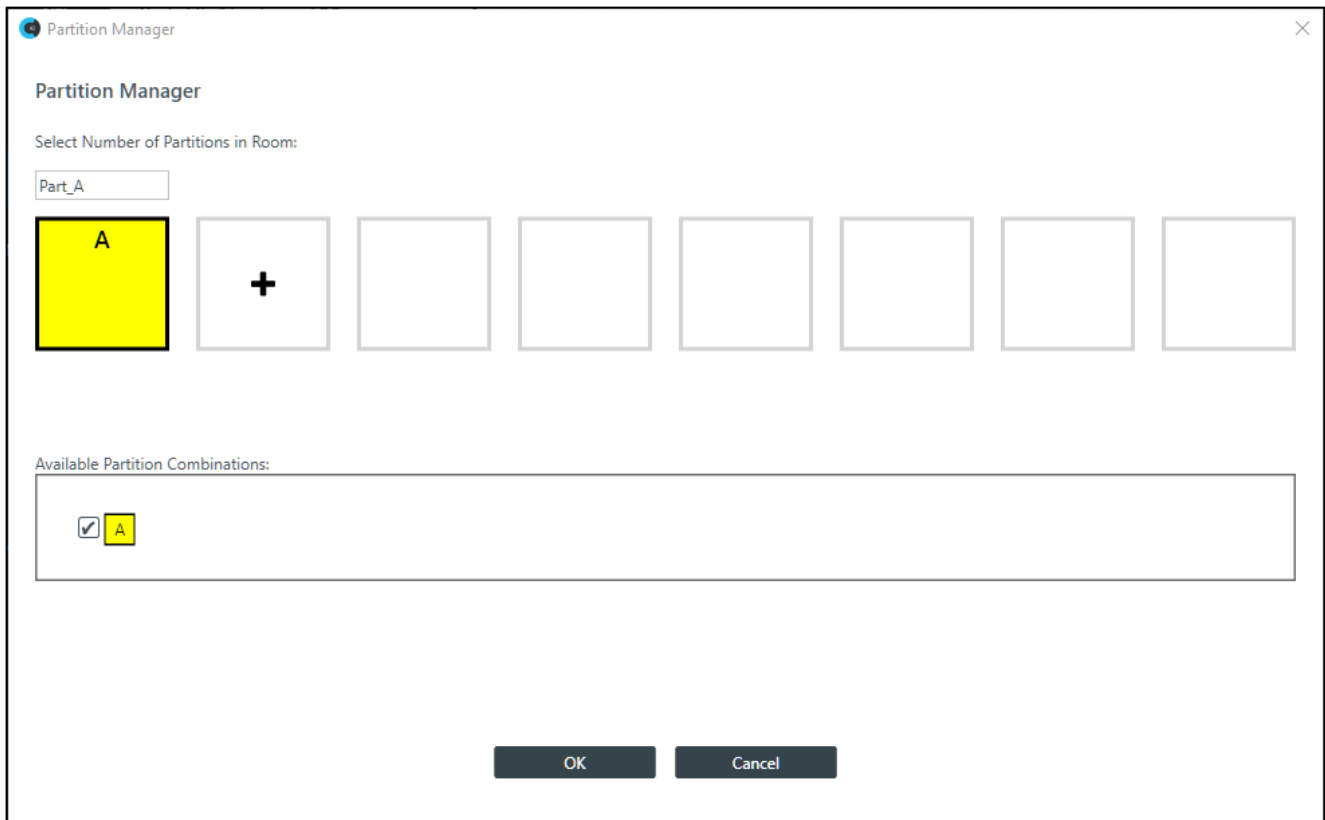 Partition Manager
Partition Manager
Select Number of Partitions in Room:
Part_A
A
+
Available Partition Combinations:
A
OK Cancel